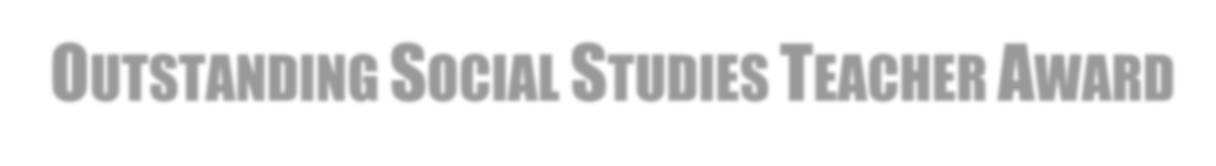 OUTSTANDING SOCIAL STUDIES TEACHER AWARD